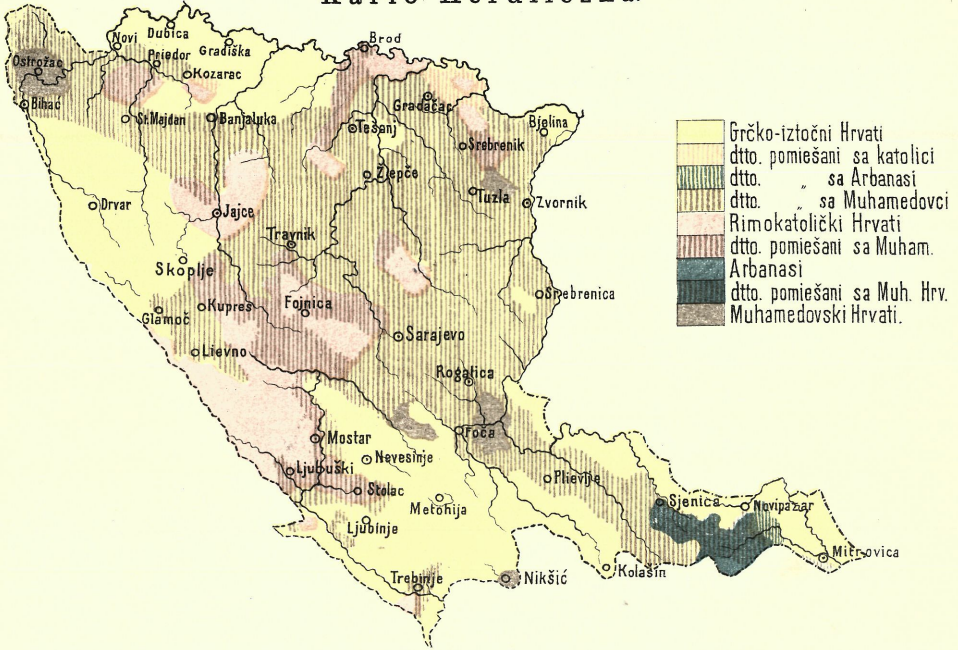 Novi
Dubica
Gradiška
Brod
Priedor
Kozarac
Ostrožac
Bihać
St. Majdan
Banjaluka
Gradačac
Tešanj
Bjelina
Srebrenik
Žepče
Tuzla
Zvornik
Drvar
Jajce
Travnik
Skoplje
Srebrenica
Kupres
Fojnica
Glamoč
Sarajevo
Lievno
Rogatica
Mostar
Foča
Nevesinje
Ljubuški
Plievlje
Stolac
Metohija
Sjenica
Novipazar
Ljubinje
Mitrovica
Trebinje
Nikšić
Kolašin
Grčko-iztočni Hrvati
dtto. pomiešani sa katolici
dtto. „ sa Arbanasi
dtto. „ sa Muhamedovci
Rimokatolički Hrvati
dtto. pomiešani sa Muham.
Arbanasi
dtto. pomiešani sa Muh. Hrv.
Muhamedovski Hrvati.